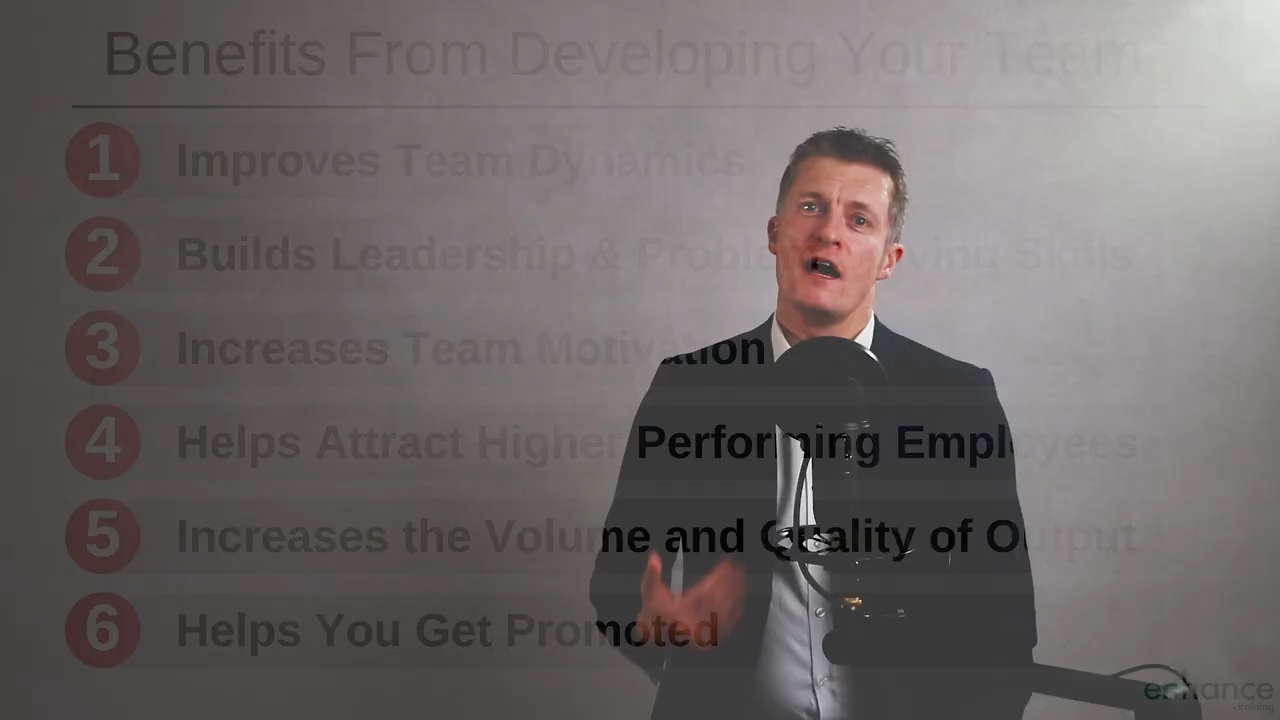 Benefits From Developing Your Team
1 Improves Team Dynamics
2 Builds Leadership & Problem Solving Skills
3 Increases Team Motivation
4 Helps Attract Higher Performing Employees
5 Increases the Volume and Quality of Output
6 Helps You Get Promoted
enhance
training